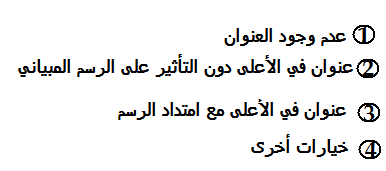 ① عدم وجود العنوان
② عنوان في الأعلى دون التأثير على الرسم المبياني
③ عنوان في الأعلى مع امتداد الرسم
④ خيارات أخرى